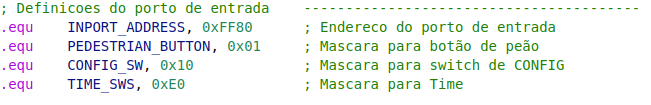 ; Definicoes do porto de entrada    ----------------------------------------
.equ    INPORT_ADDRESS, 0xFF80      ; Endereco do porto de entrada
.equ    PEDESTRIAN_BUTTON, 0x01     ; Mascara para botão de peão
.equ    CONFIG_SW, 0x10             ; Mascara para switch de CONFIG
.equ    TIME_SWS, 0xE0              ; Mascara para Time